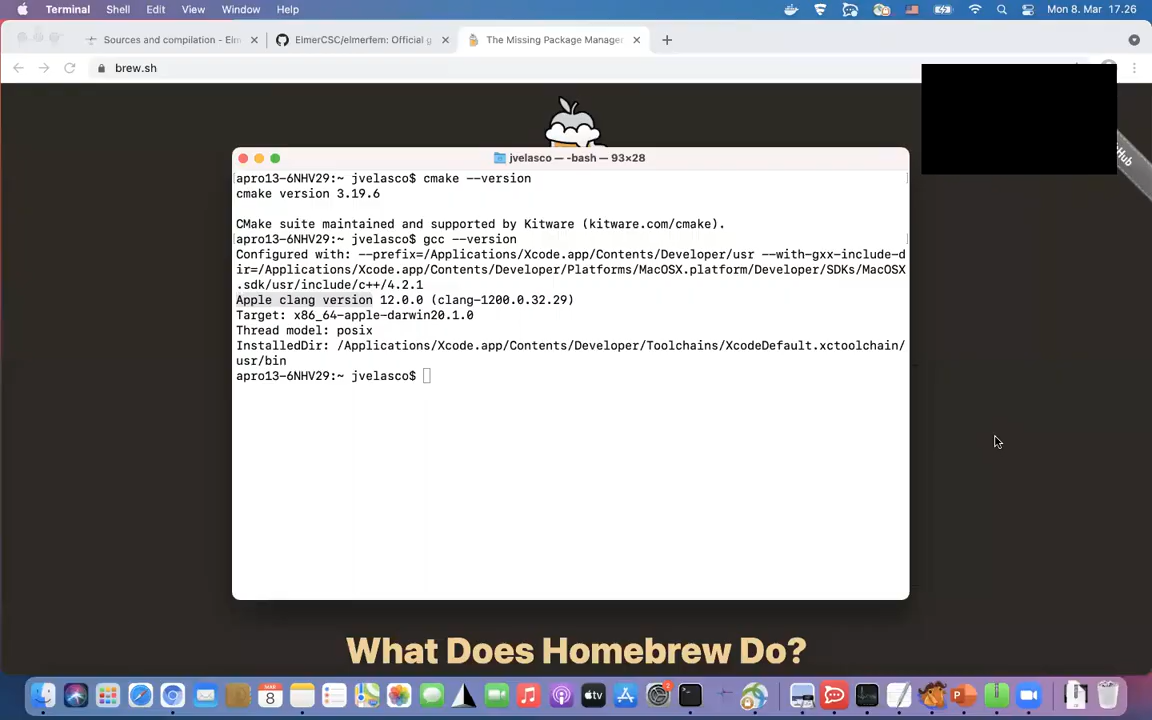 Terminal Shell Edit View Window Help Mon 8. Mar 17.26
Sources and compilation - Elm ElmerCSC/elmerfem: Official g The Missing Package Manager
brew.sh
Hub
jvelasco — -bash — 93×28
apro13-6NHV29:~ jvelasco$ cmake --version
cmake version 3.19.6
CMake suite maintained and supported by Kitware (kitware.com/cmake).
apro13-6NHV29:~ jvelasco$ gcc --version
Configured with: --prefix=/Applications/Xcode.app/Contents/Developer/usr --with-gxx-include-d
ir=/Applications/Xcode.app/Contents/Developer/Platforms/MacOSX.platform/Developer/SDKs/MacOSX
.sdk/usr/include/c++/4.2.1
Apple clang version 12.0.0 (clang-1200.0.32.29)
Target: x86_64-apple-darwin20.1.0
Thread model: posix
InstalledDir: /Applications/Xcode.app/Contents/Developer/Toolchains/XcodeDefault.xctoolchain/
usr/bin
apro13-6NHV29:~ jvelasco$
What Does Homebrew Do?